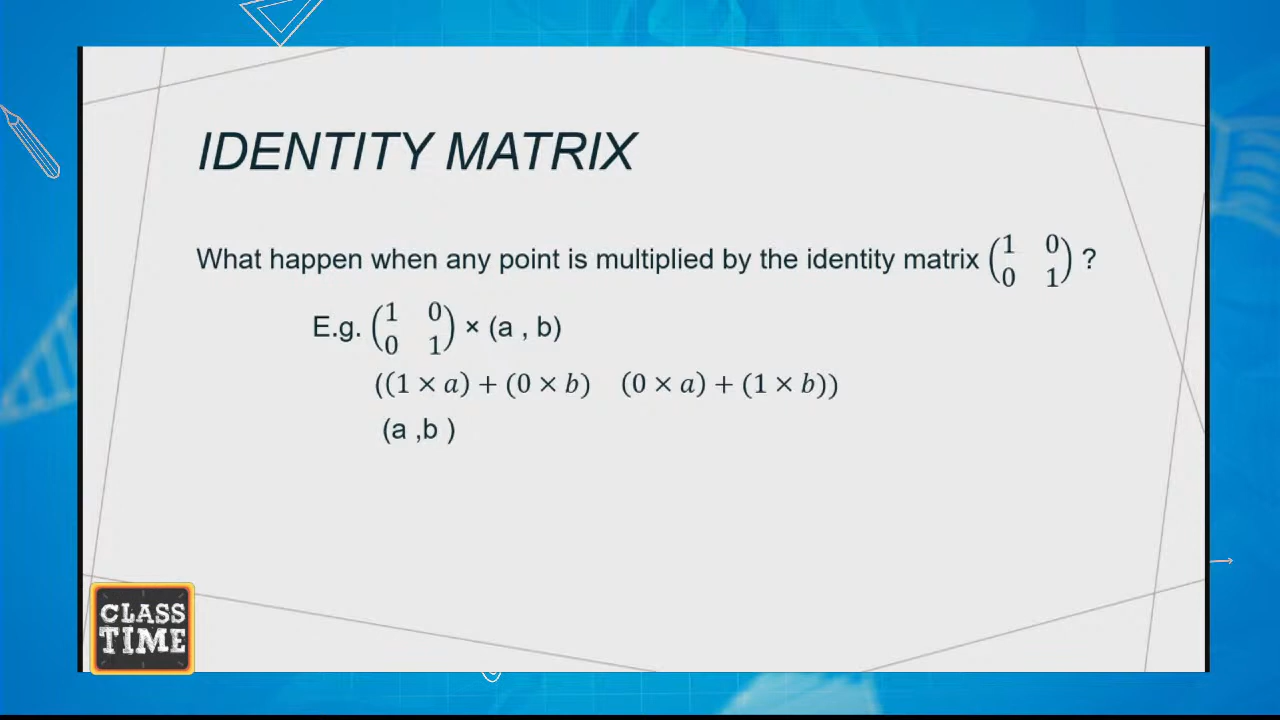 IDENTITY MATRIX
What happen when any point is multiplied by the identity matrix (1 0 0 1) ?
E.g. (1 0 0 1) × (a , b)
((1 × a) + (0 × b) (0 × a) + (1 × b))
(a ,b )
CLASS
TIME